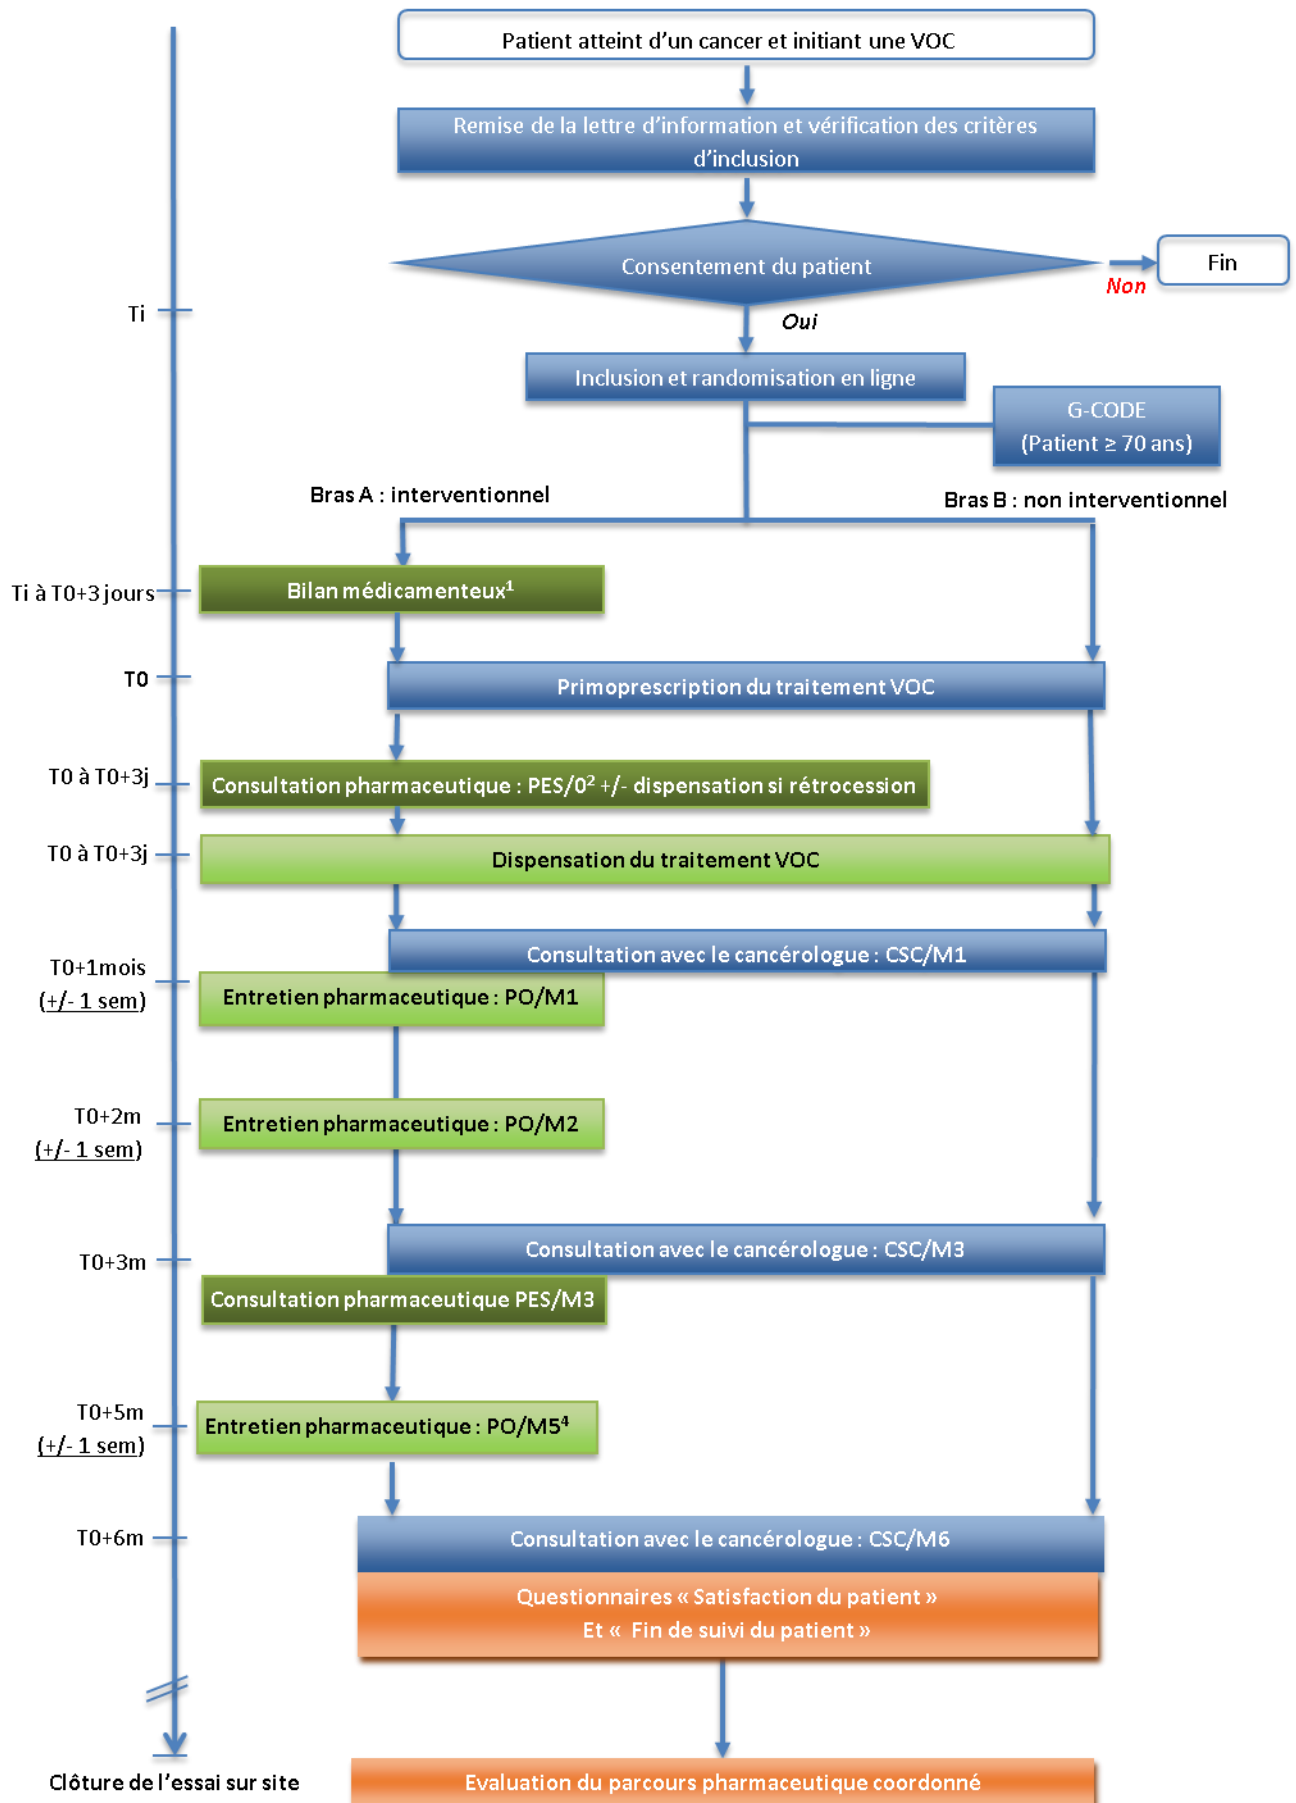 Patient atteint d'un cancer et initiant une VOC
Remise de la lettre d'information et vérification des critères
d'inclusion
Consentement du patient
Fin
Non
Ti
Oui
Inclusion et randomisation en ligne
G-CODE
(Patient ≥ 70 ans)
Bras A : interventionnel
Bras B : non interventionnel
Ti à T0+3 jours
Bilan médicamenteux¹
T0
Primoprescription du traitement VOC
T0 à T0+3j
Consultation pharmaceutique : PES/0² +/- dispensation si rétrocession
T0 à T0+3j
Dispensation du traitement VOC
Consultation avec le cancérologue : CSC/M1
T0+1mois
(+/- 1 sem)
Entretien pharmaceutique : PO/M1
T0+2m
(+/- 1 sem)
Entretien pharmaceutique : PO/M2
Consultation avec le cancérologue : CSC/M3
T0+3m
Consultation pharmaceutique PES/M3
T0+5m
(+/- 1 sem)
Entretien pharmaceutique : PO/M5⁴
T0+6m
Consultation avec le cancérologue : CSC/M6
Questionnaires « Satisfaction du patient »
Et « Fin de suivi du patient »
Clôture de l'essai sur site
Evaluation du parcours pharmaceutique coordonné